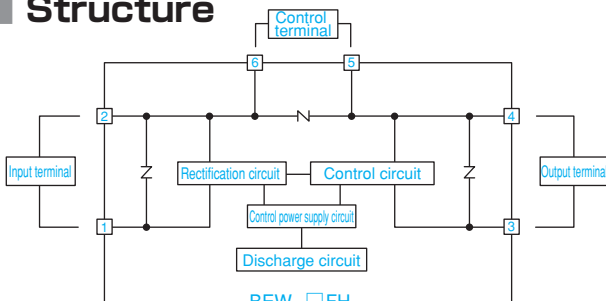 Structure
Control
terminal
6
5
2
4
Input terminal
Rectification circuit
Control circuit
Output terminal
Control power supply circuit
1
3
Discharge circuit